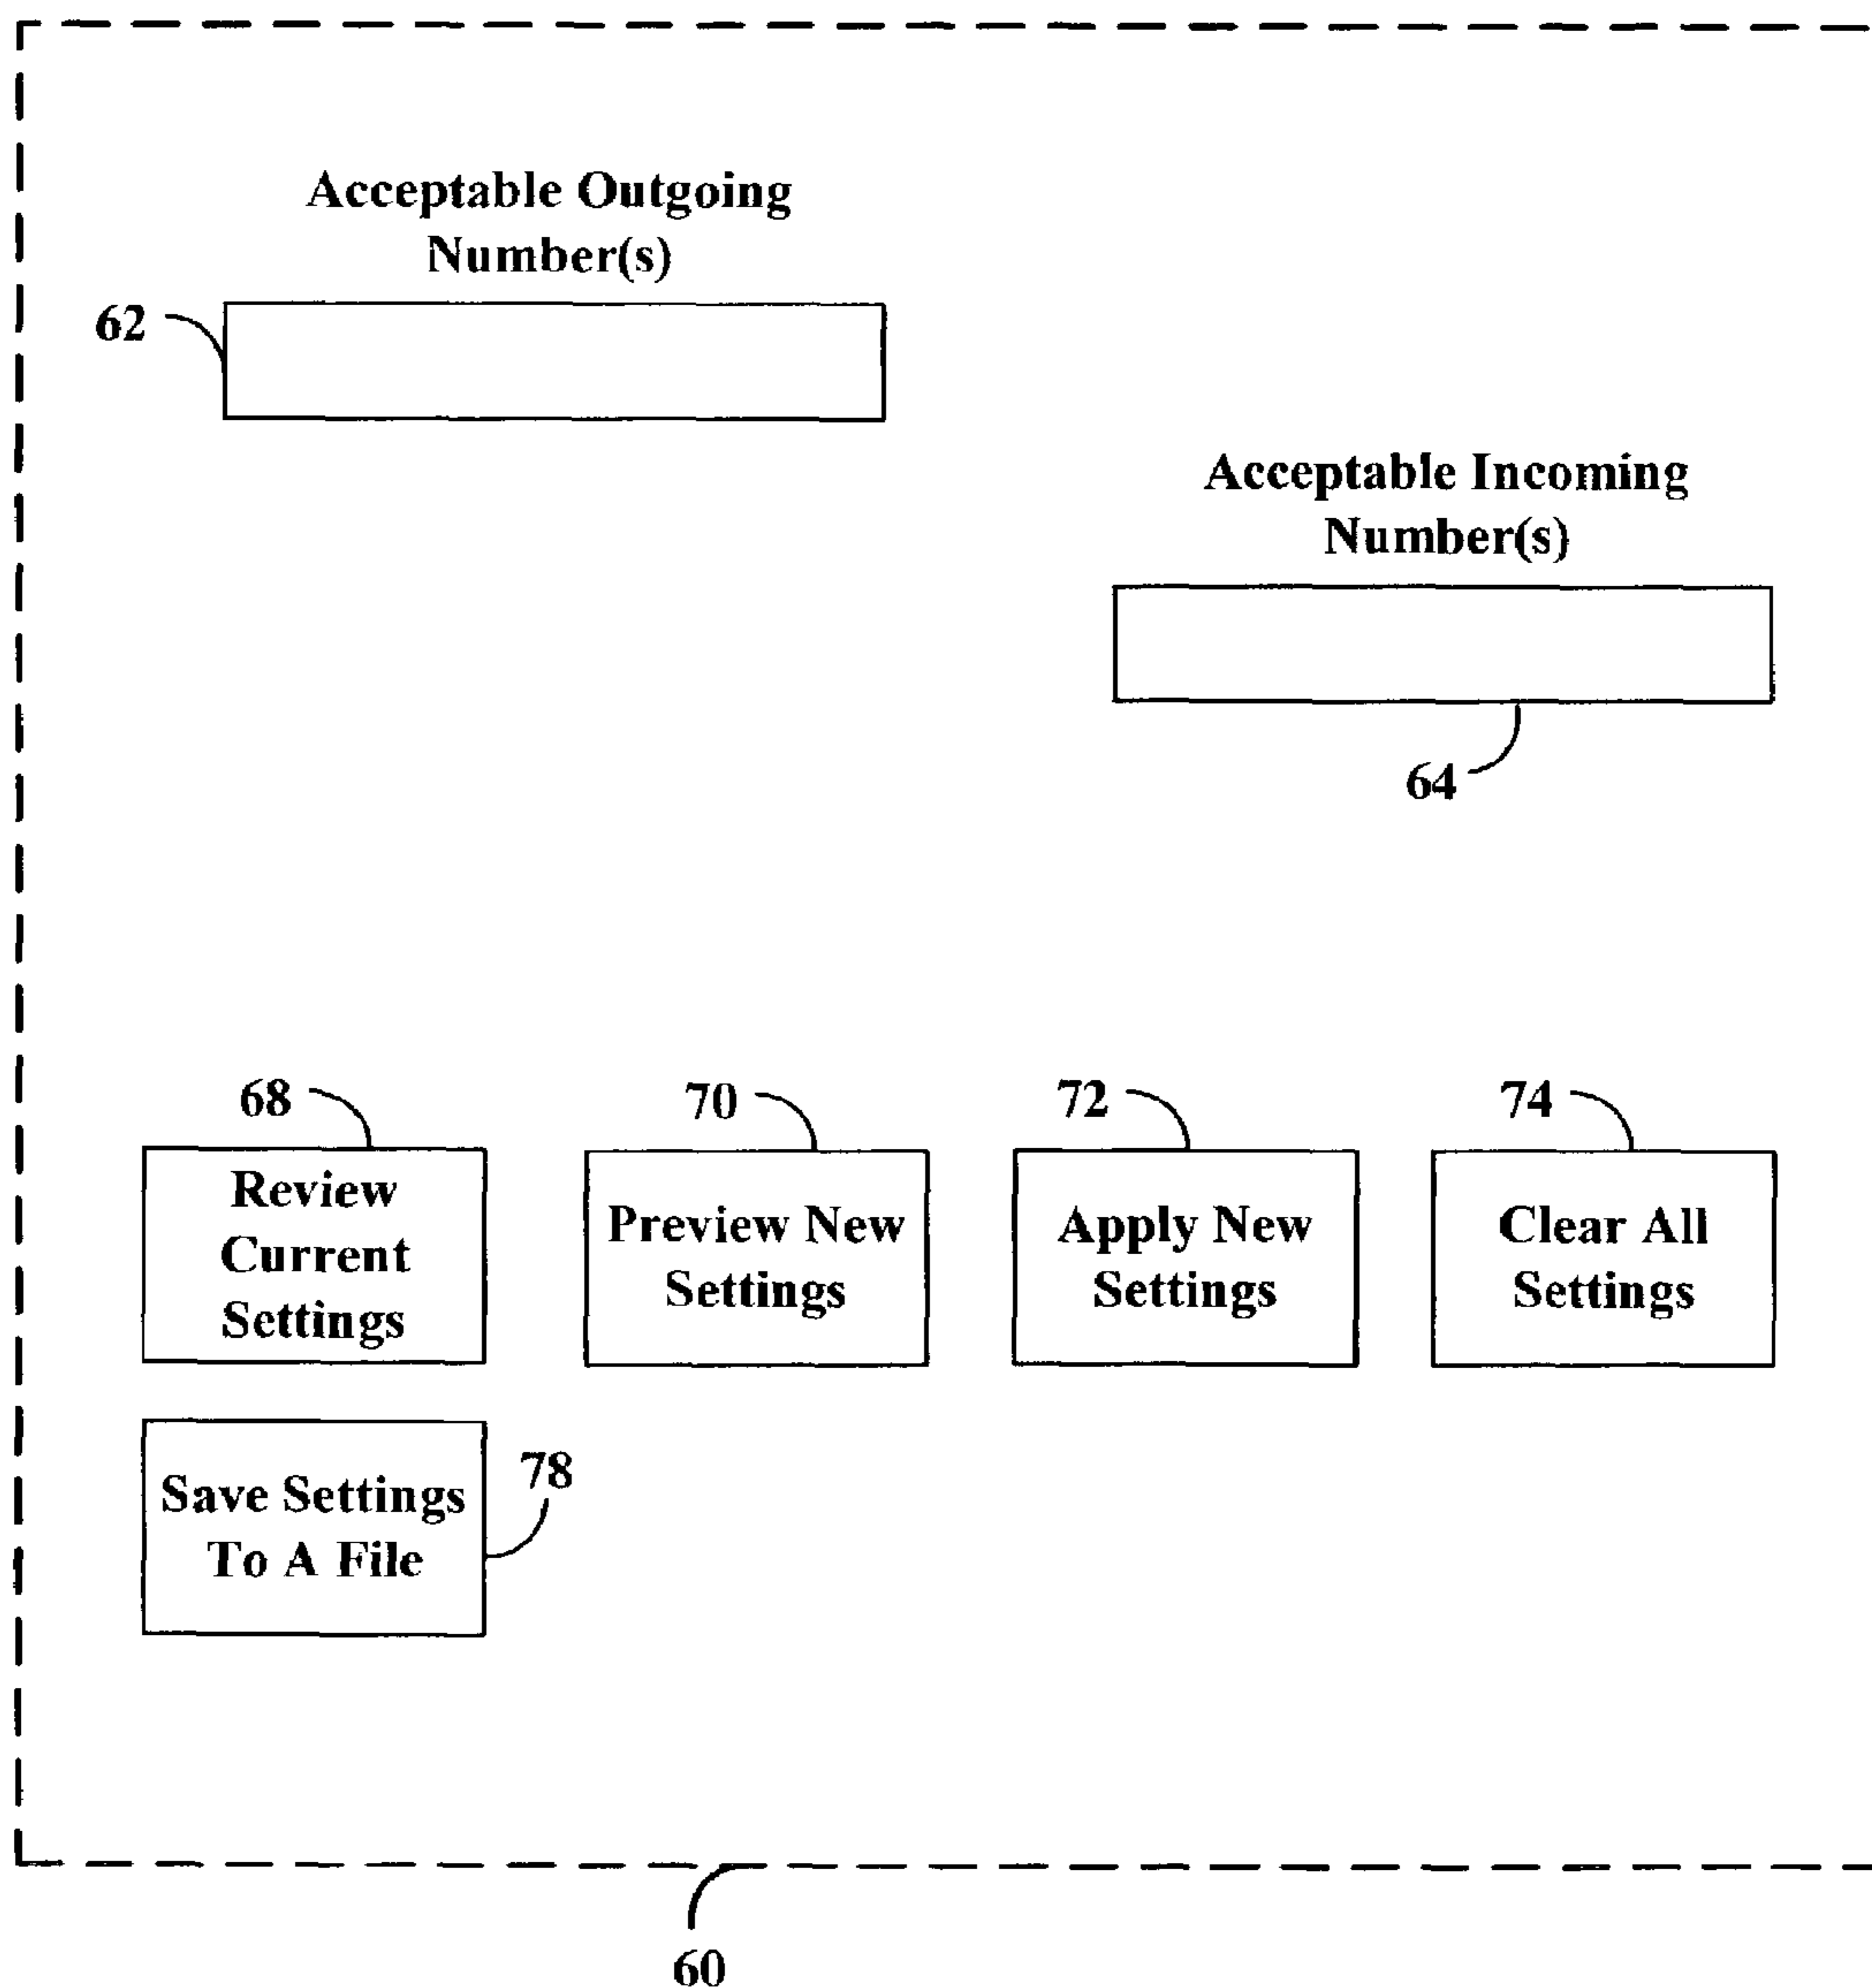 Acceptable Outgoing
Number(s)
62
Acceptable Incoming
Number(s)
64
68
70
72
74
Review
Current
Settings
Preview New
Settings
Apply New
Settings
Clear All
Settings
Save Settings
To A File
78
60